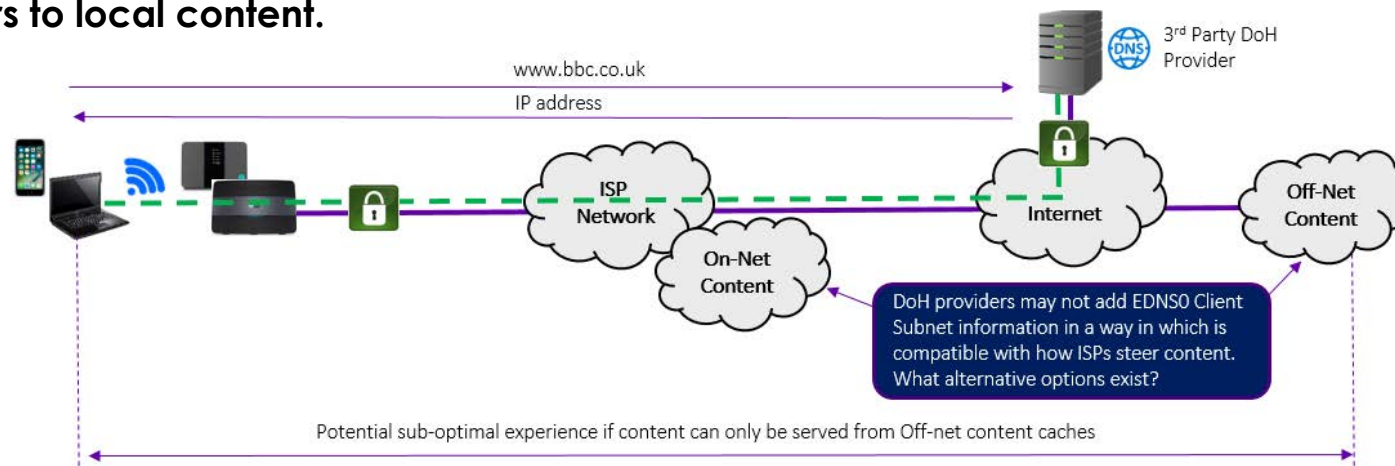 rs to local content.
www.bbc.co.uk
IP address
3rd Party DoH
Provider
DNS
ISP
Network
Internet
Off-Net
Content
On-Net
Content
DoH providers may not add EDNS0 Client
Subnet information in a way in which is
compatible with how ISPs steer content.
What alternative options exist?
Potential sub-optimal experience if content can only be served from Off-net content caches